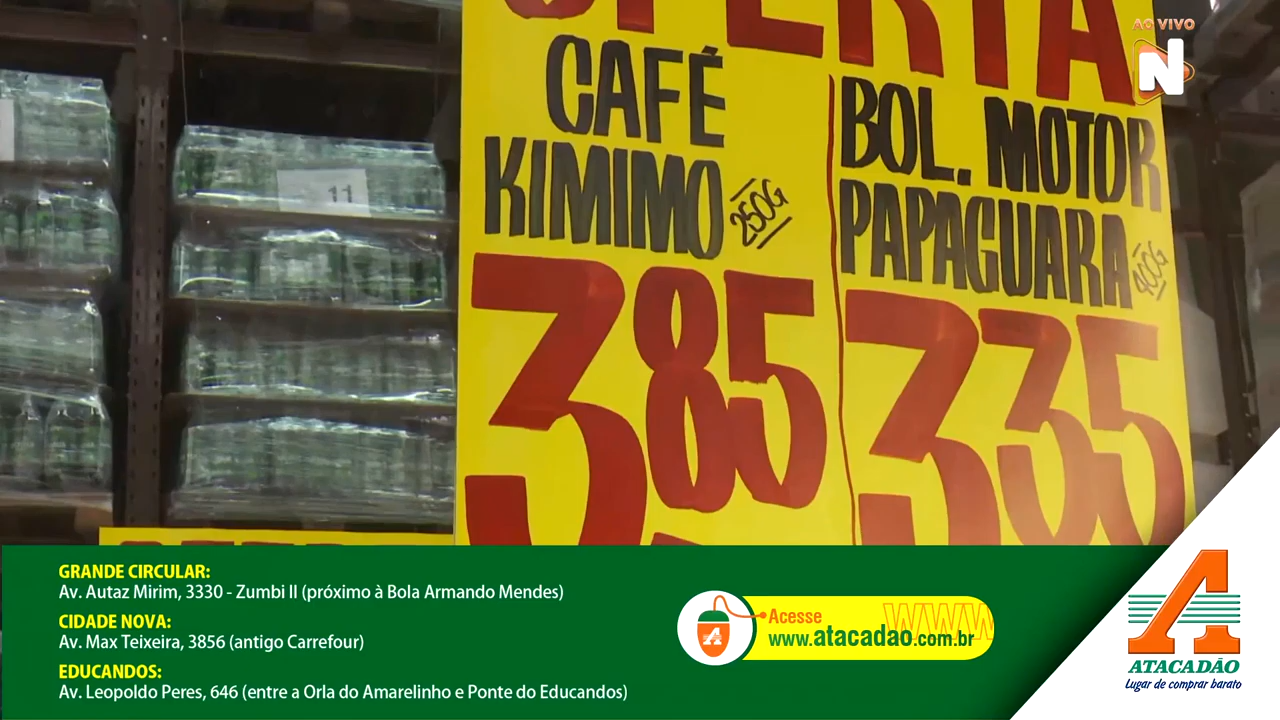 OFERTA
AO VIVO
N
CAFÉ
KIMIMO 250G
3,85
BOL. MOTOR
PAPAGUARA 400G
3,35
11
GRANDE CIRCULAR:
Av. Autaz Mirim, 3330 - Zumbi II (próximo à Bola Armando Mendes)
CIDADE NOVA:
Av. Max Teixeira, 3856 (antigo Carrefour)
EDUCANDOS:
Av. Leopoldo Peres, 646 (entre a Orla do Amarelinho e Ponte do Educandos)
Acesse
WWW
www.atacadao.com.br
A
ATACADÃO
Lugar de comprar barato